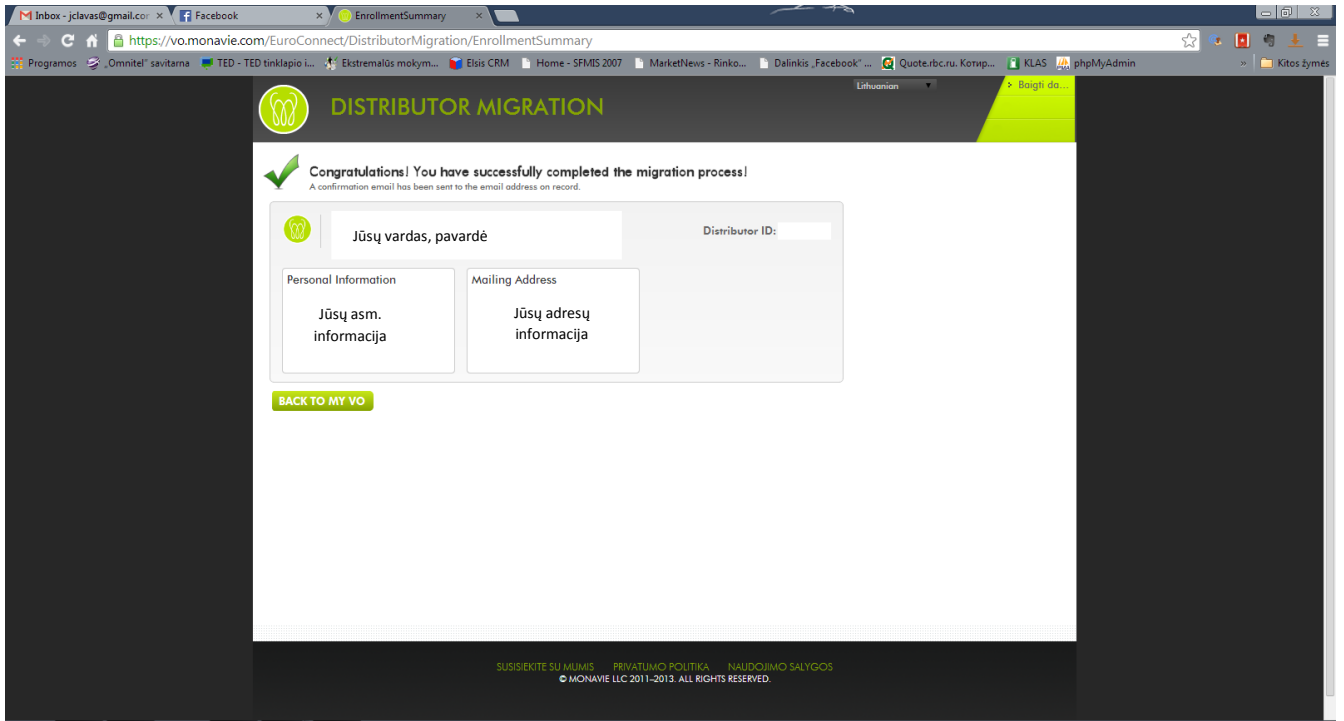 Inbox - jclavas@gmail.cor
Facebook
EnrollmentSummary
https://vo.monavie.com/EuroConnect/DistributorMigration/EnrollmentSummary
Programos „Omnitel“ savitarna TED - TED tinklapio i... Ekstremalūs mokym... Elsis CRM Home - SFMIS 2007 MarketNews - Rinko... Dalinkis „Facebook“ ... Quote.rbc.ru. Котир... KLAS phpMyAdmin » Kitos žymės
Lithuanian
Baigti da...
DISTRIBUTOR MIGRATION
Congratulations! You have successfully completed the migration process!
A confirmation email has been sent to the email address on record.
Jūsų vardas, pavardė
Distributor ID:
Personal Information
Jūsų asm.
informacija
Mailing Address
Jūsų adresų
informacija
BACK TO MY VO
SUSISIEKITE SU MUMIS PRIVATUMO POLITIKA NAUDOJIMO SALYGOS
© MONAVIE LLC 2011–2013. ALL RIGHTS RESERVED.